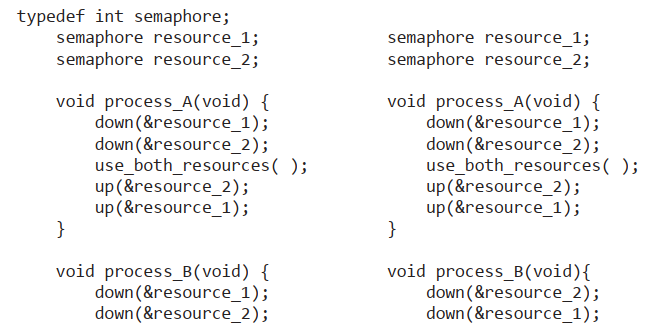 typedef int semaphore;
semaphore resource_1;
semaphore resource_2;
void process_A(void) {
down(&resource_1);
down(&resource_2);
use_both_resources( );
up(&resource_2);
up(&resource_1);
}
void process_B(void) {
down(&resource_1);
down(&resource_2);
semaphore resource_1;
semaphore resource_2;
void process_A(void) {
down(&resource_1);
down(&resource_2);
use_both_resources( );
up(&resource_2);
up(&resource_1);
}
void process_B(void){
down(&resource_2);
down(&resource_1);